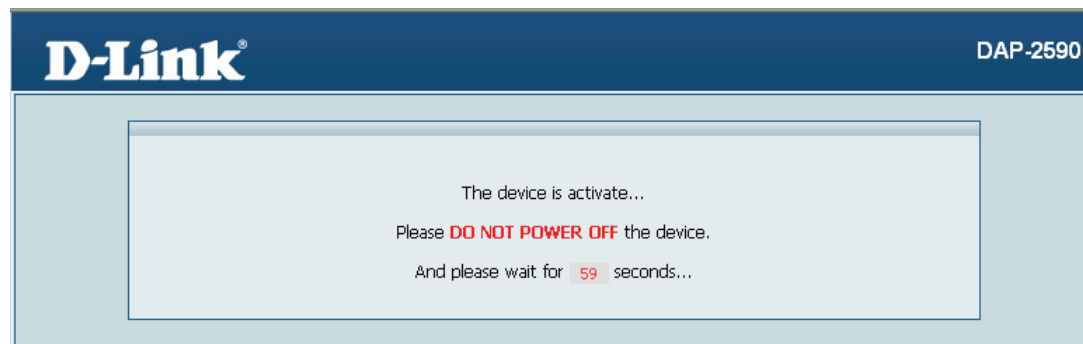 D-Link®
DAP-2590
The device is activate...
Please DO NOT POWER OFF the device.
And please wait for 59 seconds...